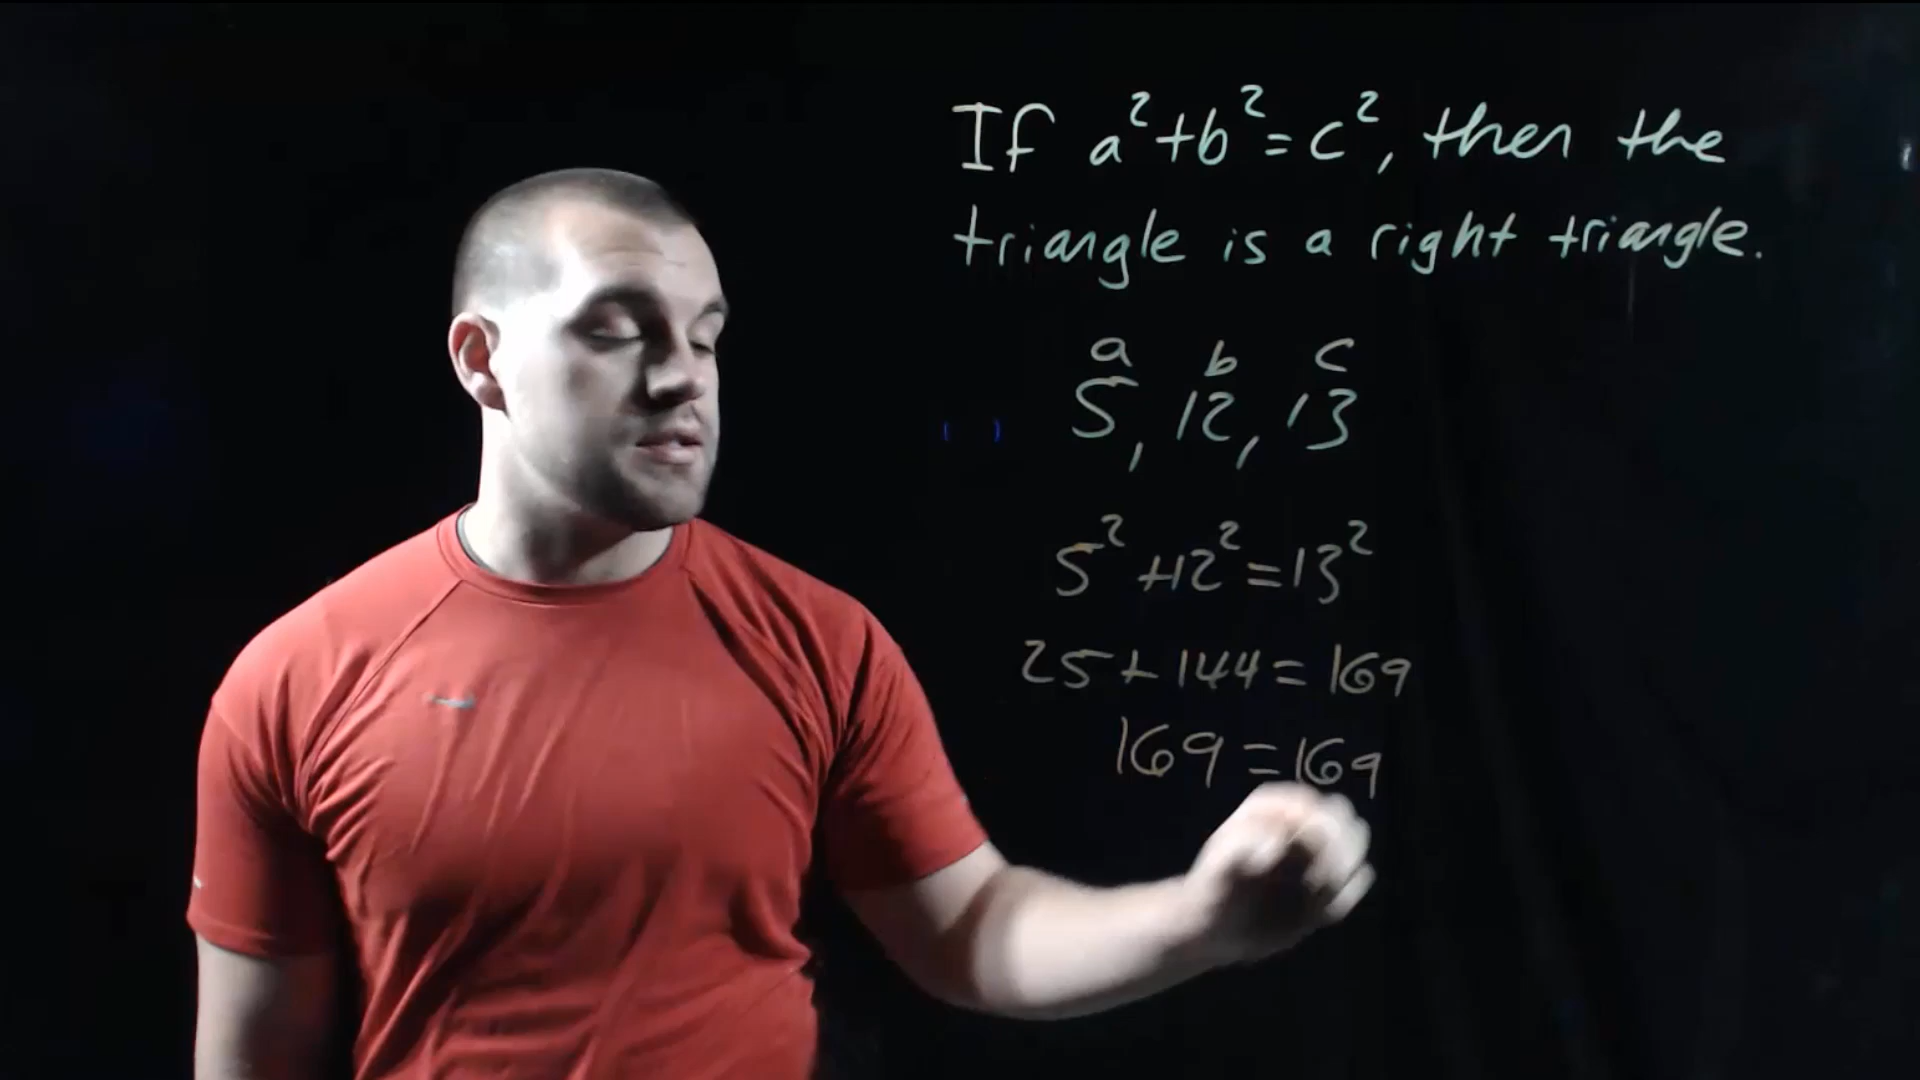 If a²+b²=c², then the
triangle is a right triangle.
a b c
5, 12, 13
5²+12²=13²
25+144=169
169=169